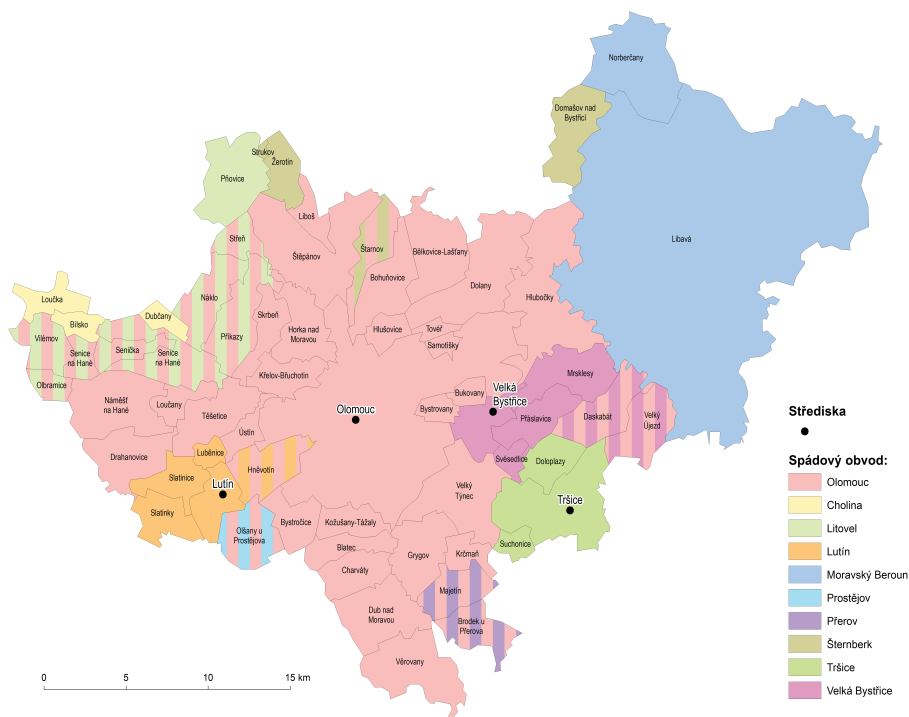 Norberčany
Domašov nad
Bystřicí
Strukov
Žerotín
Pňovice
Liboš
Libavá
Střeň
Štěpánov
Štarnov
Bělkovice-Lašťany
Bohuňovice
Dolany
Hlubočky
Loučka
Náklo
Bílsko
Dubčany
Skrbeň
Vilémov
Příkazy
Horka nad
Moravou
Hlušovice
Tovéř
Samotíšky
Senice
na Hané
Senička
Senice
na Hané
Olbramice
Křelov-Břuchotín
Mrsklesy
Náměšť
na Hané
Loučany
Těšetice
Olomouc
Bukovany
Velká
Bystřice
Bystrovany
Přáslavice
Daskabát
Velký
Újezd
Střediska
Ústín
Drahanovice
Luběnice
Hněvotín
Svésedlice
Doloplazy
Spádový obvod:
Slatinice
Lutín
Velký
Týnec
Tršice
Olomouc
Cholina
Slatinky
Olšany u
Prostějova
Bystročice
Kožušany-Tážaly
Litovel
Suchonice
Blatec
Grygov
Krčmaň
Lutín
Charváty
Moravský Beroun
Majetín
Prostějov
Dub nad
Moravou
Brodek u
Přerova
Přerov
Šternberk
Věrovany
Tršice
0
5
10
15 km
Velká Bystřice